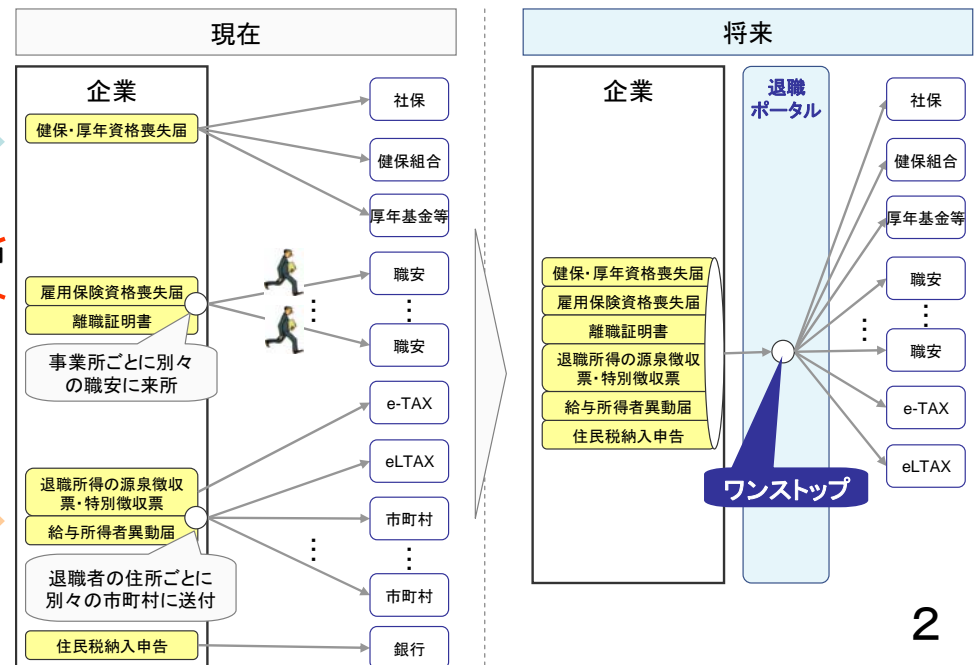 現在
企業
健保・厚年資格喪失届
社保
健保組合
厚年基金等
雇用保険資格喪失届
離職証明書
職安
⋮
⋮
職安
事業所ごとに別々
の職安に来所
退職所得の源泉徴収
票・特別徴収票
給与所得者異動届
e-TAX
eLTAX
市町村
⋮
⋮
市町村
退職者の住所ごとに
別々の市町村に送付
住民税納入申告
銀行
将来
企業
退職
ポータル
健保・厚年資格喪失届
雇用保険資格喪失届
離職証明書
退職所得の源泉徴収
票・特別徴収票
給与所得者異動届
住民税納入申告
ワンストップ
社保
健保組合
厚年基金等
職安
⋮
⋮
職安
e-TAX
eLTAX
2